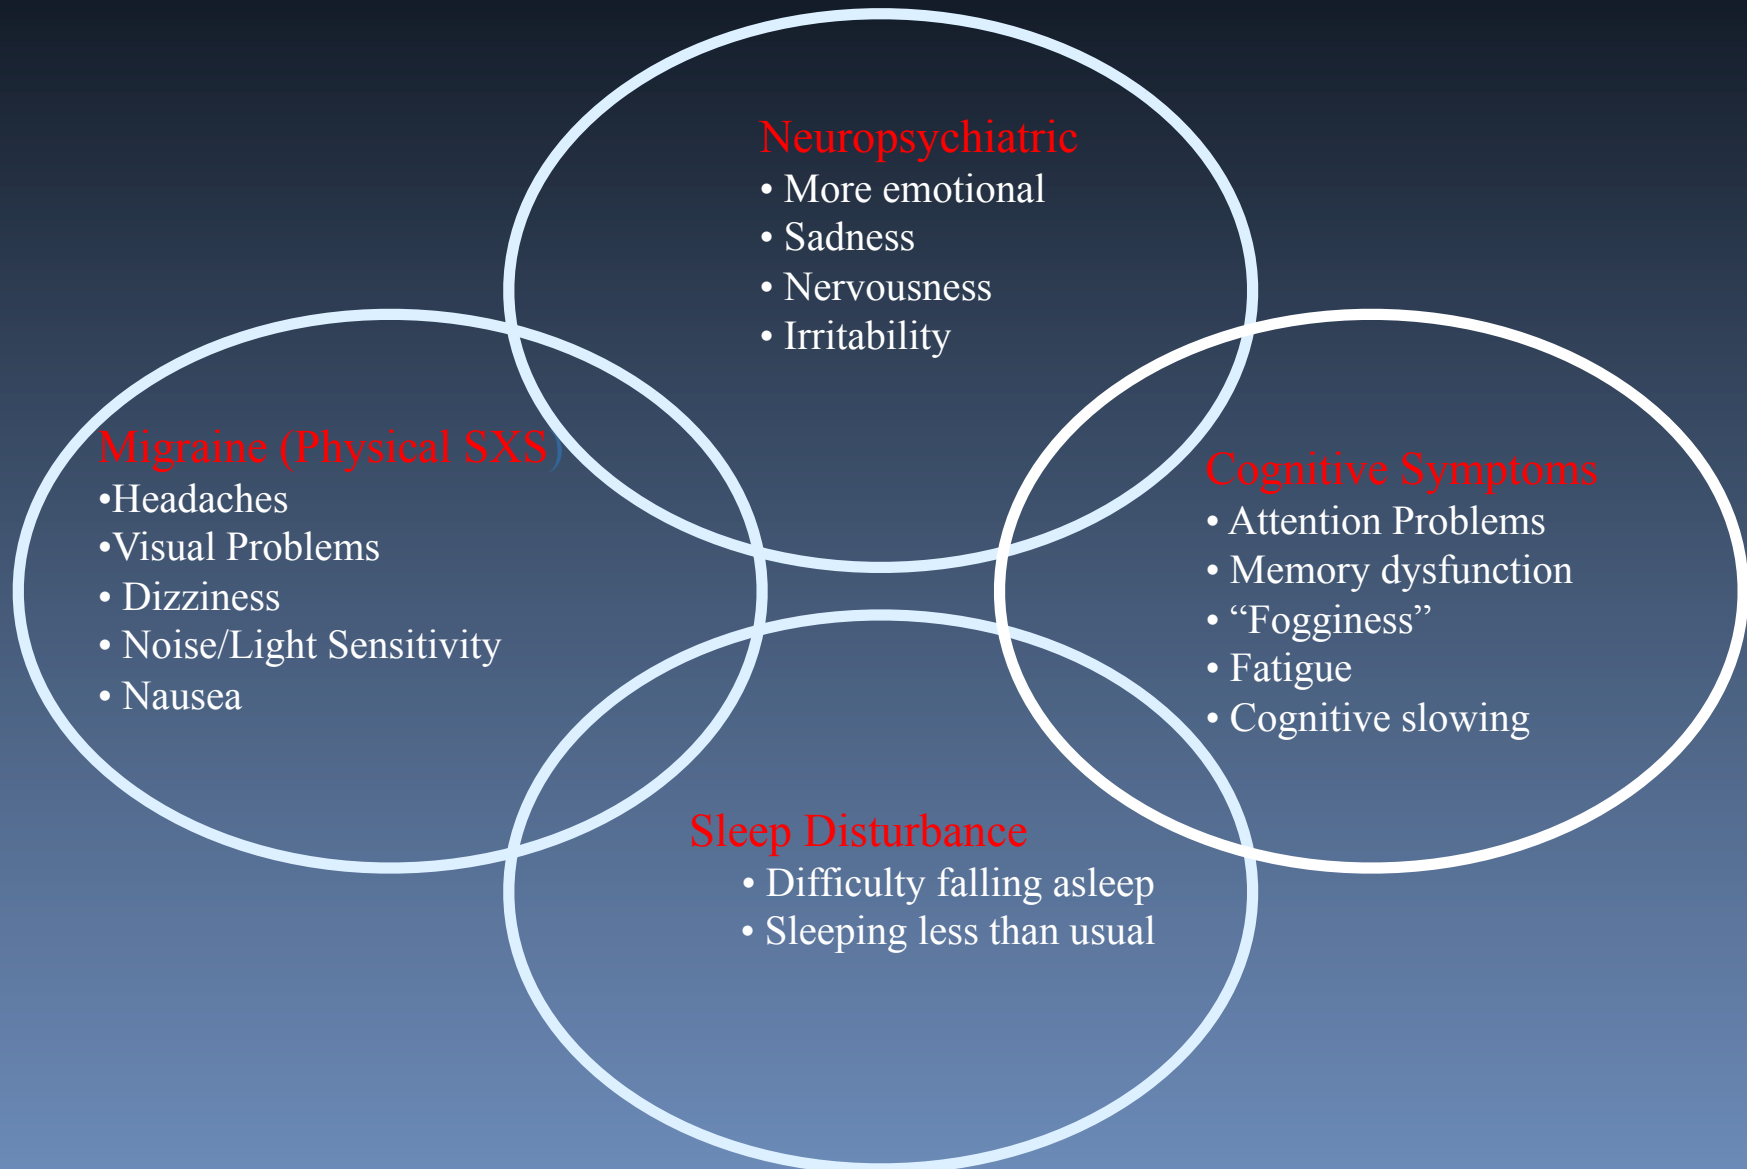 Neuropsychiatric
• More emotional
• Sadness
• Nervousness
• Irritability
Migraine (Physical SXS)
•Headaches
•Visual Problems
• Dizziness
• Noise/Light Sensitivity
• Nausea
Cognitive Symptoms
• Attention Problems
• Memory dysfunction
• “Fogginess”
• Fatigue
• Cognitive slowing
Sleep Disturbance
• Difficulty falling asleep
• Sleeping less than usual